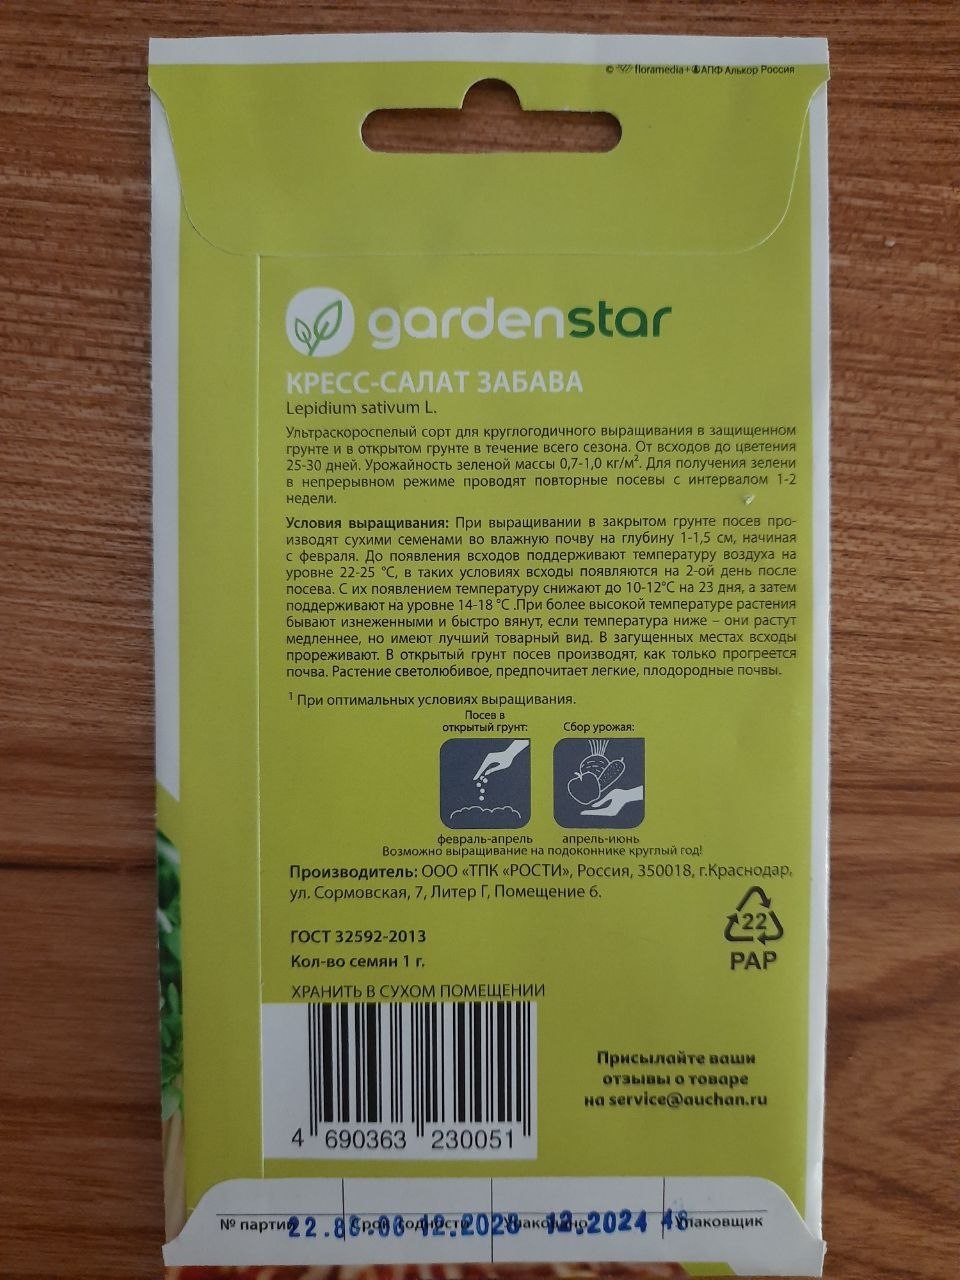 © floramedia+ АПФ Алькор Россия
gardenstar
КРЕСС-САЛАТ ЗАБАВА
Lepidium sativum L.
Ультраскороспелый сорт для круглогодичного выращивания в защищенном
грунте и в открытом грунте в течение всего сезона. От всходов до цветения
25-30 дней. Урожайность зеленой массы 0,7-1,0 кг/м². Для получения зелени
в непрерывном режиме проводят повторные посевы с интервалом 1-2
недели.
Условия выращивания: При выращивании в закрытом грунте посев про-
изводят сухими семенами во влажную почву на глубину 1-1,5 см, начиная
с февраля. До появления всходов поддерживают температуру воздуха на
уровне 22-25 °C, в таких условиях всходы появляются на 2-ой день после
посева. С их появлением температуру снижают до 10-12°C на 23 дня, а затем
поддерживают на уровне 14-18 °C .При более высокой температуре растения
бывают изнеженными и быстро вянут, если температура ниже – они растут
медленнее, но имеют лучший товарный вид. В загущенных местах всходы
прореживают. В открытый грунт посев производят, как только прогреется
почва. Растение светолюбивое, предпочитает легкие, плодородные почвы.
¹ При оптимальных условиях выращивания.
Посев в
открытый грунт:
Сбор урожая:
февраль-апрель
апрель-июнь
Возможно выращивание на подоконнике круглый год!
Производитель: ООО «ТПК «РОСТИ», Россия, 350018, г.Краснодар,
ул. Сормовская, 7, Литер Г, Помещение 6.
ГОСТ 32592-2013
Кол-во семян 1 г.
22
PAP
ХРАНИТЬ В СУХОМ ПОМЕЩЕНИИ
4 690363 230051
Присылайте ваши
отзывы о товаре
на service@auchan.ru
№ партии Срок годности Упаковано Упаковщик
12.2024